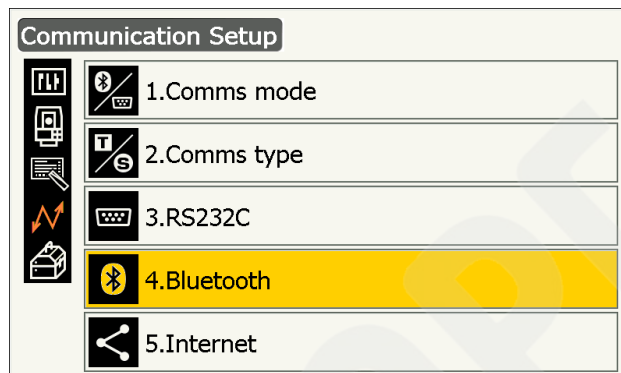 Communication Setup
1.Comms mode
T
S
2.Comms type
3.RS232C
4.Bluetooth
5.Internet